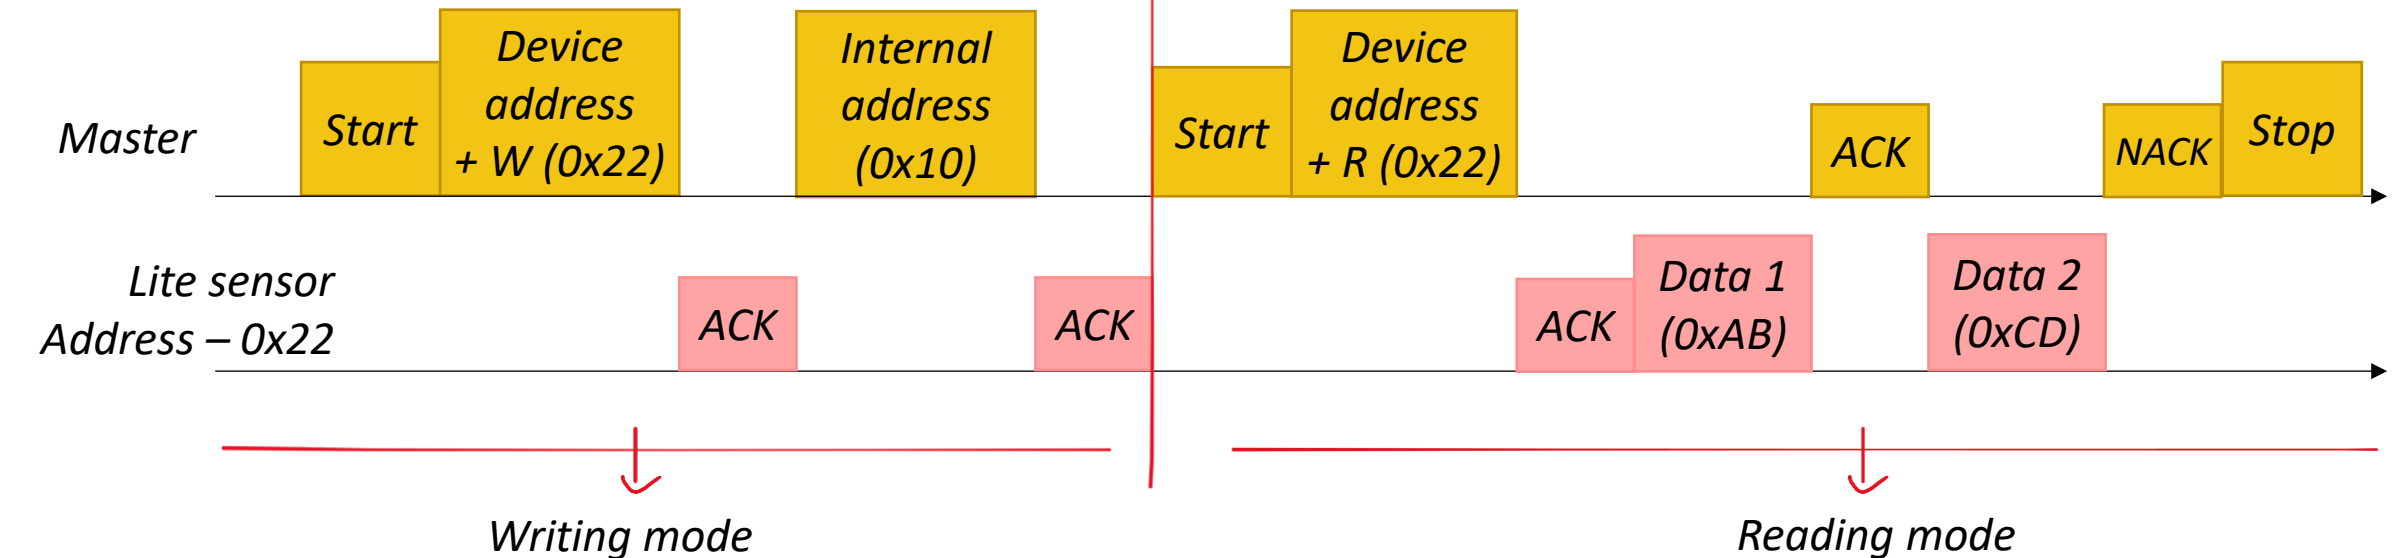 Master
Start
Device
address
+ W (0x22)
Internal
address
(0x10)
Start
Device
address
+ R (0x22)
ACK
NACK
Stop
Lite sensor
Address – 0x22
ACK
ACK
ACK
Data 1
(0xAB)
Data 2
(0xCD)
Writing mode
Reading mode